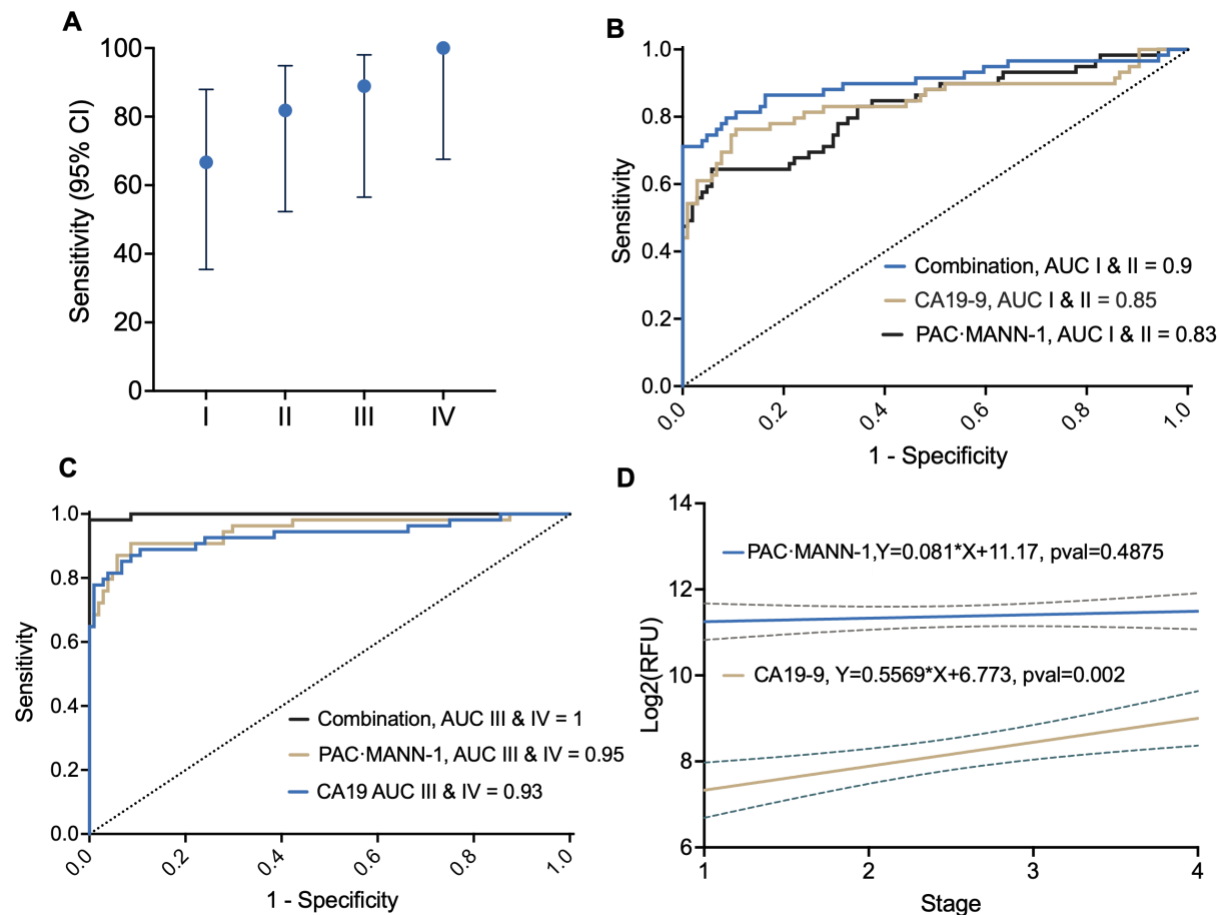 A
100
80
60
40
20
0
Sensitivity (95% CI)
I II III IV
B
1.0
0.8
0.6
0.4
0.2
0.0
Sensitivity
Combination, AUC I & II = 0.9
CA19-9, AUC I & II = 0.85
PAC·MANN-1, AUC I & II = 0.83
0.0 0.2 0.4 0.6 0.8 1.0
1 - Specificity
C
1.0
0.8
0.6
0.4
0.2
0.0
Sensitivity
Combination, AUC III & IV = 1
PAC·MANN-1, AUC III & IV = 0.95
CA19 AUC III & IV = 0.93
0.0 0.2 0.4 0.6 0.8 1.0
1 - Specificity
D
14
12
10
8
6
Log2(RFU)
PAC·MANN-1,Y=0.081*X+11.17, pval=0.4875
CA19-9, Y=0.5569*X+6.773, pval=0.002
1 2 3 4
Stage